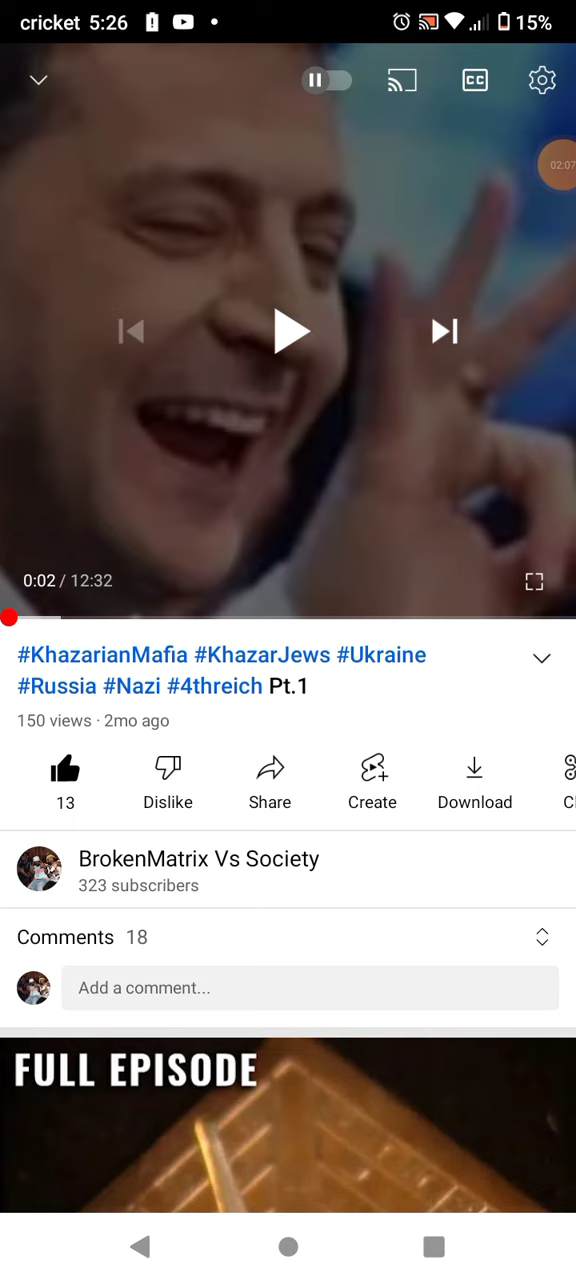 cricket 5:26 15%
02:07
0:02 / 12:32
#KhazarianMafia #KhazarJews #Ukraine
#Russia #Nazi #4threich Pt.1
150 views · 2mo ago
13 Dislike Share Create Download
BrokenMatrix Vs Society
323 subscribers
Comments 18
Add a comment...
FULL EPISODE